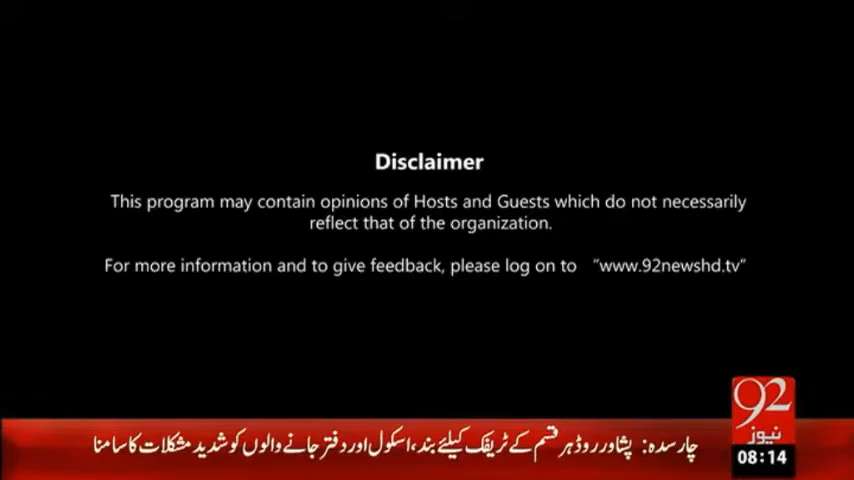 Disclaimer
This program may contain opinions of Hosts and Guests which do not necessarily
reflect that of the organization.
For more information and to give feedback, please log on to "www.92newshd.tv"
92
نیوز
چارسدہ: پشاور روڈ ہر قسم کے ٹریفک کیلئے بند، اسکول اور دفتر جانے والوں کو شدید مشکلات کا سامنا
08:14